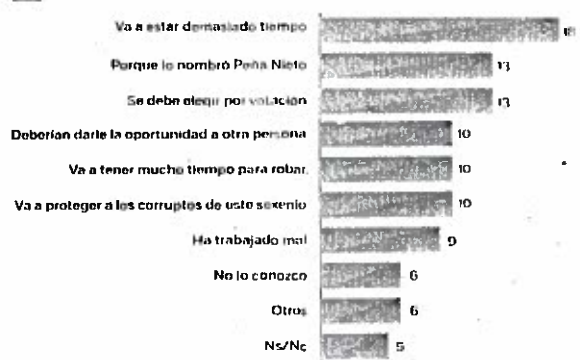 Va a estar demasiado tiempo 18
Porque lo nombró Peña Nieto 13
Se debe elegir por votación 13
Deberían darle la oportunidad a otra persona 10
Va a tener mucho tiempo para robar 10
Va a proteger a los corruptos de este sexenio 10
Ha trabajado mal 9
No lo conozco 6
Otros 6
Ns/Nc 5